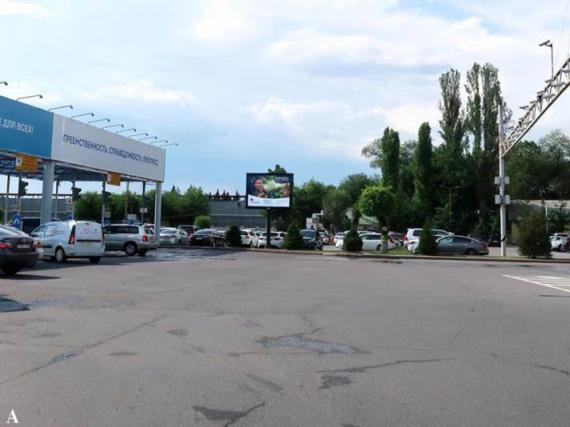 Е ДЛЯ ВСЕХ!
ПРЕЕМСТВЕННОСТЬ. СПРАВЕДЛИВОСТЬ. ПРОГРЕСС.
A